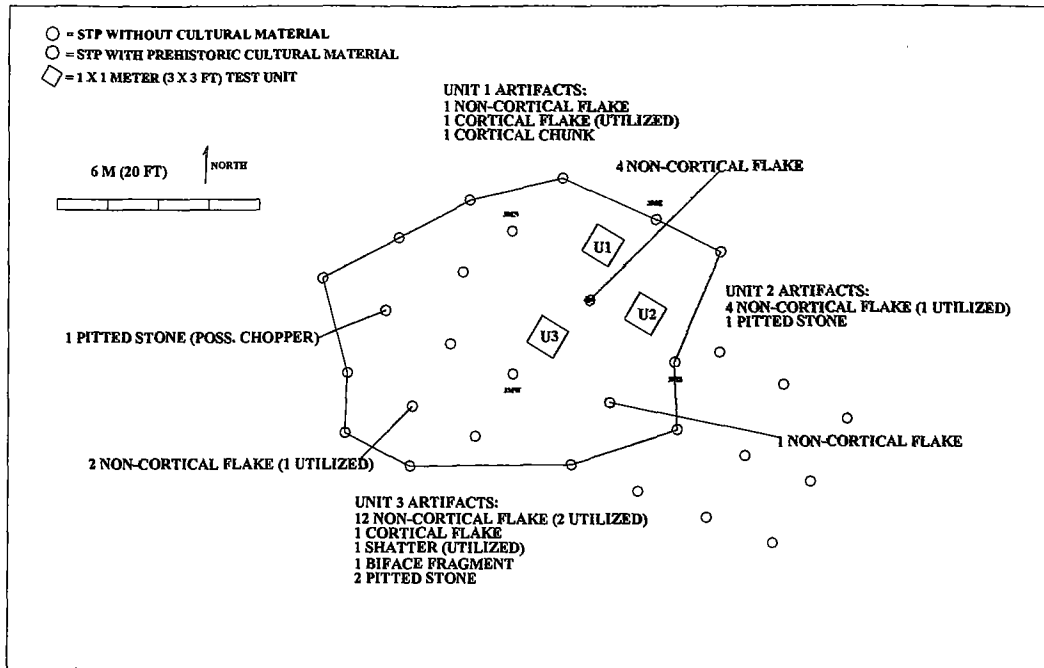 = STP WITHOUT CULTURAL MATERIAL
= STP WITH PREHISTORIC CULTURAL MATERIAL
= 1 X 1 METER (3 X 3 FT) TEST UNIT
UNIT 1 ARTIFACTS:
1 NON-CORTICAL FLAKE
1 CORTICAL FLAKE (UTILIZED)
1 CORTICAL CHUNK
6 M (20 FT)
NORTH
4 NON-CORTICAL FLAKE
U1
U2
U3
UNIT 2 ARTIFACTS:
4 NON-CORTICAL FLAKE (1 UTILIZED)
1 PITTED STONE
1 PITTED STONE (POSS. CHOPPER)
1 NON-CORTICAL FLAKE
2 NON-CORTICAL FLAKE (1 UTILIZED)
UNIT 3 ARTIFACTS:
12 NON-CORTICAL FLAKE (2 UTILIZED)
1 CORTICAL FLAKE
1 SHATTER (UTILIZED)
1 BIFACE FRAGMENT
2 PITTED STONE